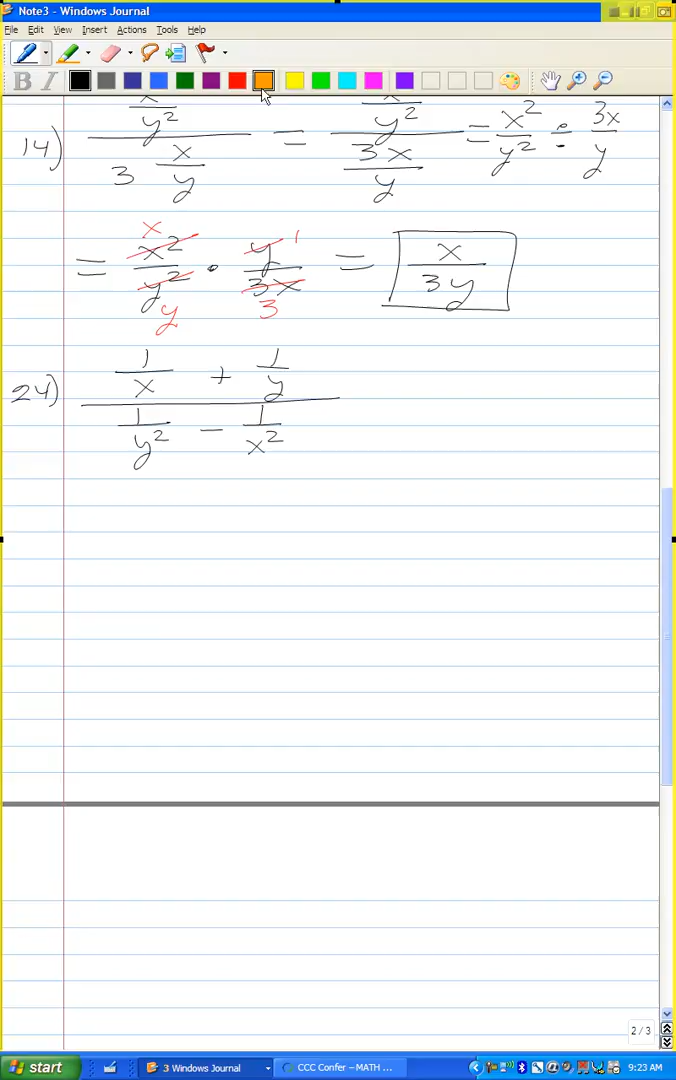 Note3 - Windows Journal
File Edit View Insert Actions Tools Help
B I
14) x/y² / 3 x/y = x/y² / 3x/y = x²/y² ÷ 3x/y
x 1
= x²/y² · y/3x = x/3y
y 3
24) 1/x + 1/y
1/y² - 1/x²
2 / 3
start 3 Windows Journal CCC Confer – MATH ... 9:23 AM